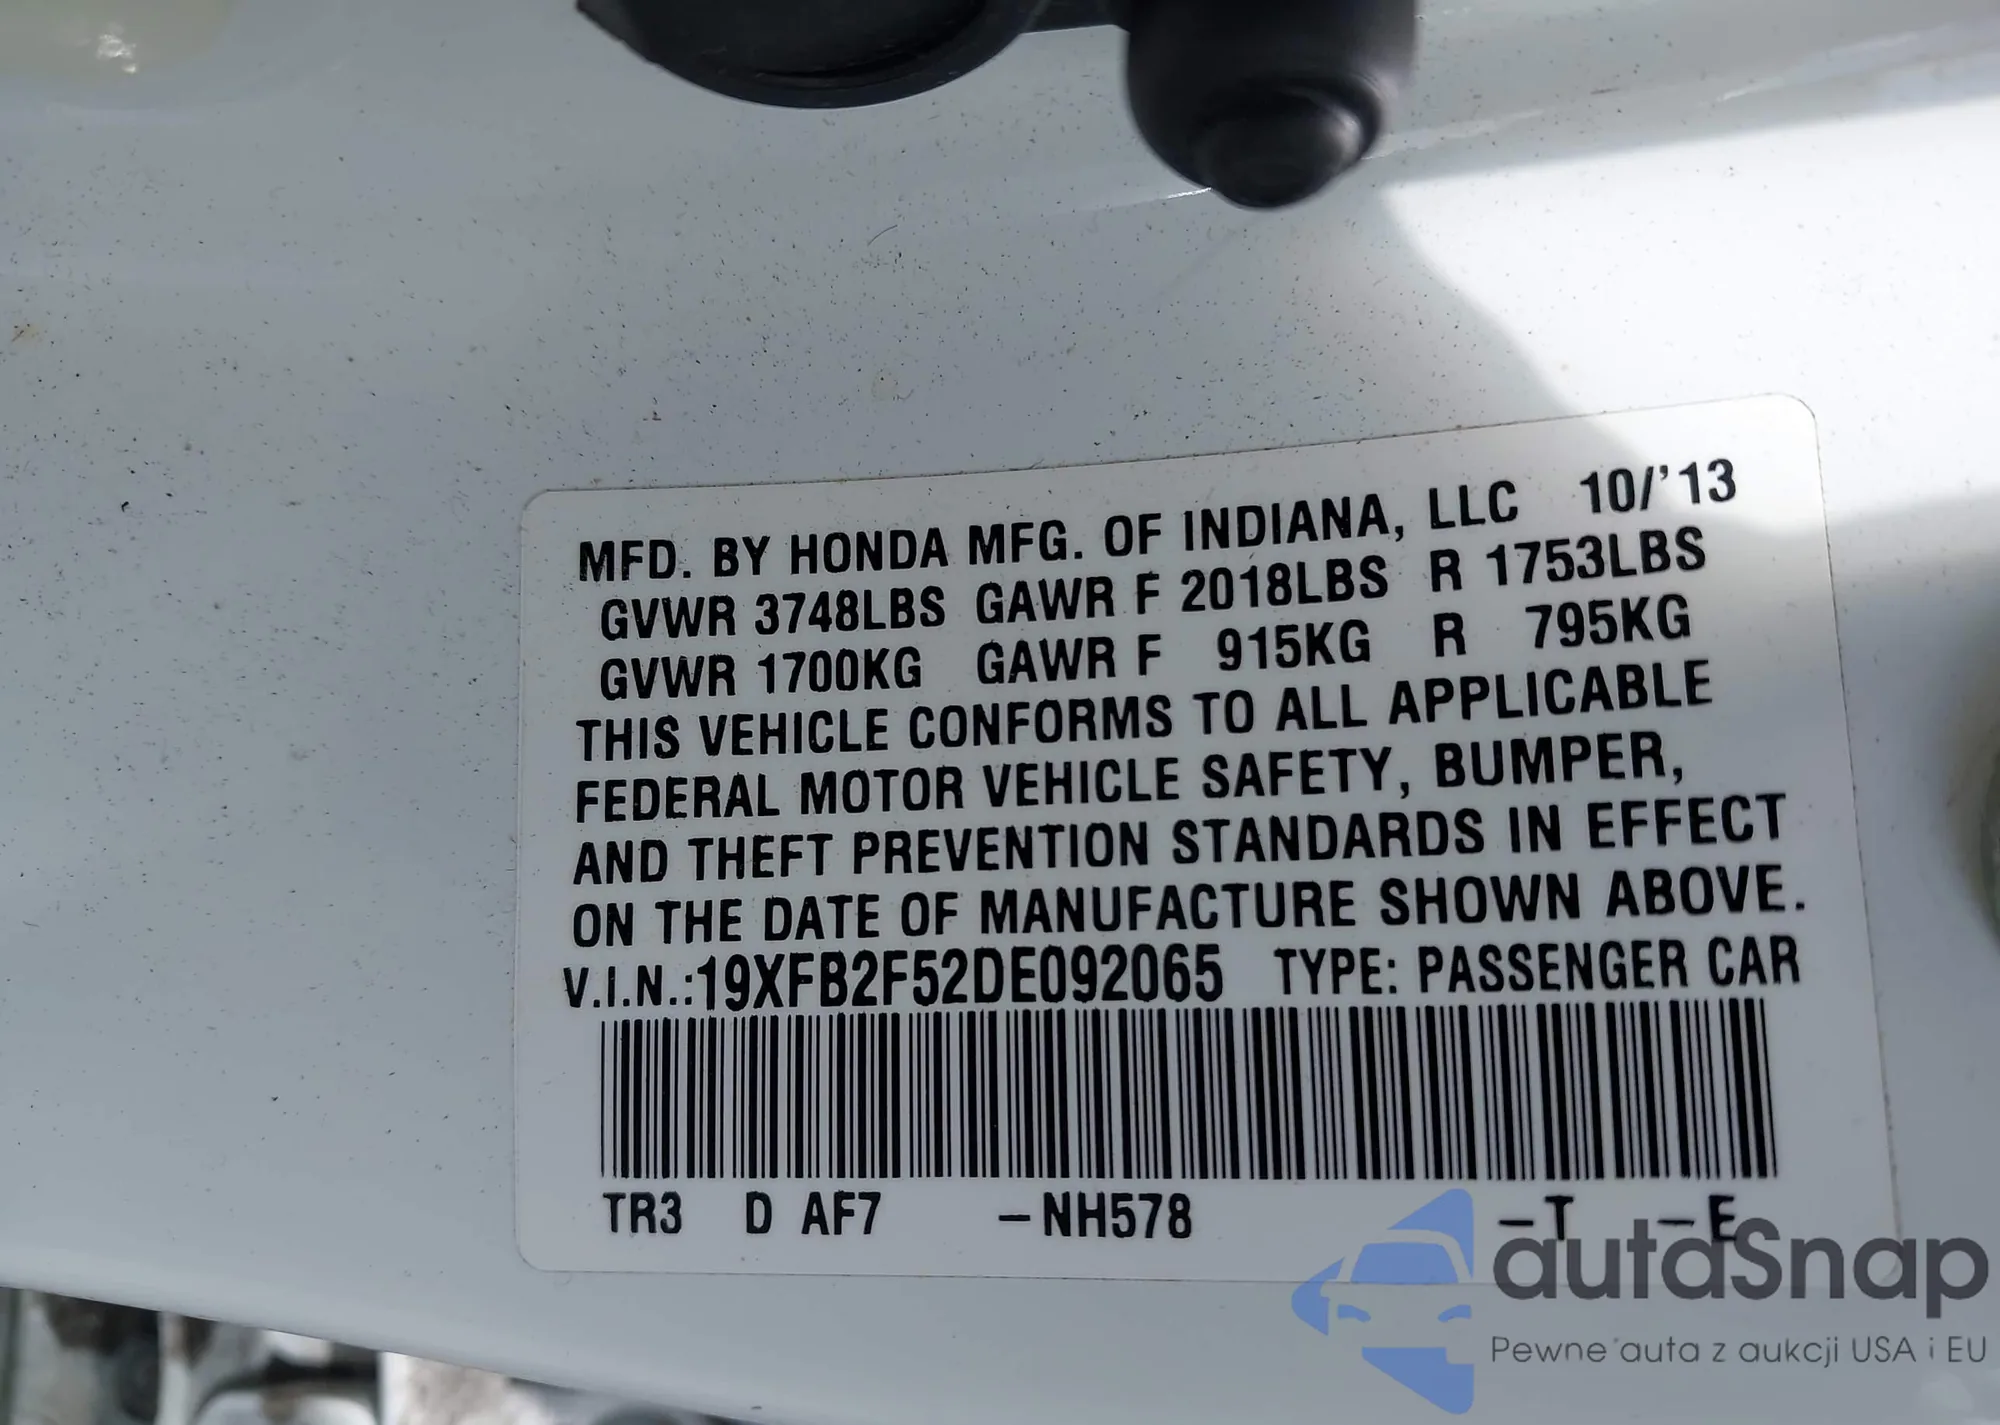 MFD. BY HONDA MFG. OF INDIANA, LLC 10/'13
GVWR 3748LBS GAWR F 2018LBS R 1753LBS
GVWR 1700KG GAWR F 915KG R 795KG
THIS VEHICLE CONFORMS TO ALL APPLICABLE
FEDERAL MOTOR VEHICLE SAFETY, BUMPER,
AND THEFT PREVENTION STANDARDS IN EFFECT
ON THE DATE OF MANUFACTURE SHOWN ABOVE.
V.I.N.:19XFB2F52DE092065 TYPE: PASSENGER CAR
TR3 D AF7 –NH578 –T –E
autaSnap
Pewne auta z aukcji USA i EU